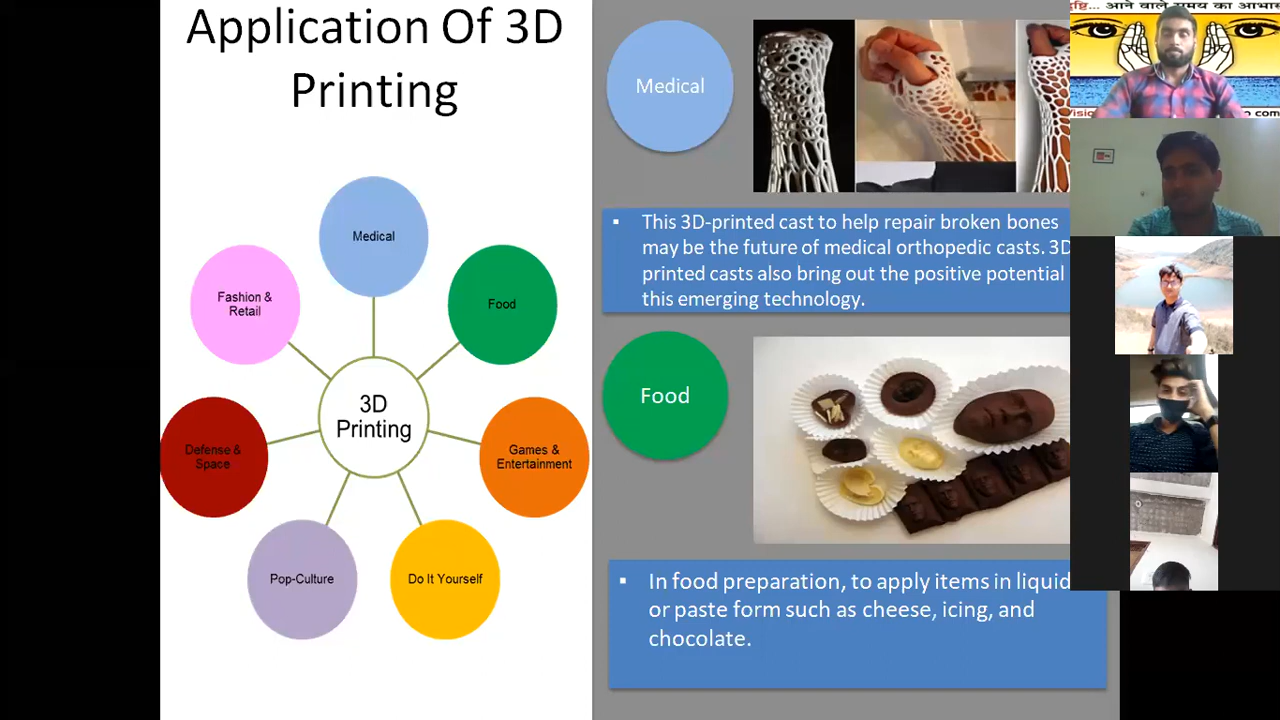 Application Of 3D
Printing
Medical
Food
Games &
Entertainment
Do It Yourself
Pop-Culture
Defense &
Space
Fashion &
Retail
3D
Printing
Medical
▪ This 3D-printed cast to help repair broken bones
may be the future of medical orthopedic casts. 3D
printed casts also bring out the positive potential
this emerging technology.
Food
▪ In food preparation, to apply items in liquid
or paste form such as cheese, icing, and
chocolate.
आने वाले समय का आभास